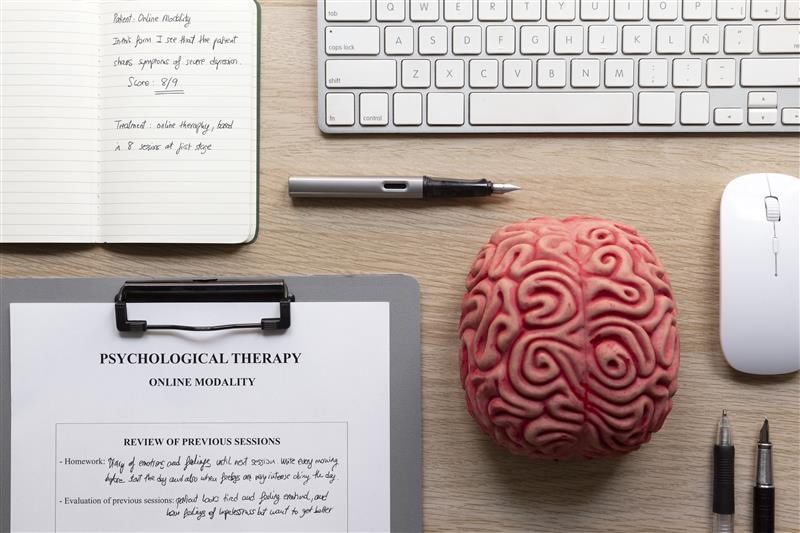 Patient: Online Modality
In this form I see that the patient
shows symptoms of severe depression.
Score: 8/9
Treatment: online theraphy, based
in 8 sesions at fist stage
tab Q W E R T Y U I O P
caps lock A S D F G H J K L Ñ
shift Z X C V B N M
fn control
PSYCHOLOGICAL THERAPY
ONLINE MODALITY
REVIEW OF PREVIOUS SESSIONS
- Homework: Diary of emotions and feelings until next session. Write every morning
before start the day and also when feelings are very intense during the day.
- Evaluation of previous sessions: patient looks tired and feeling emotional, and
have feelings of hopelessness but want to get better